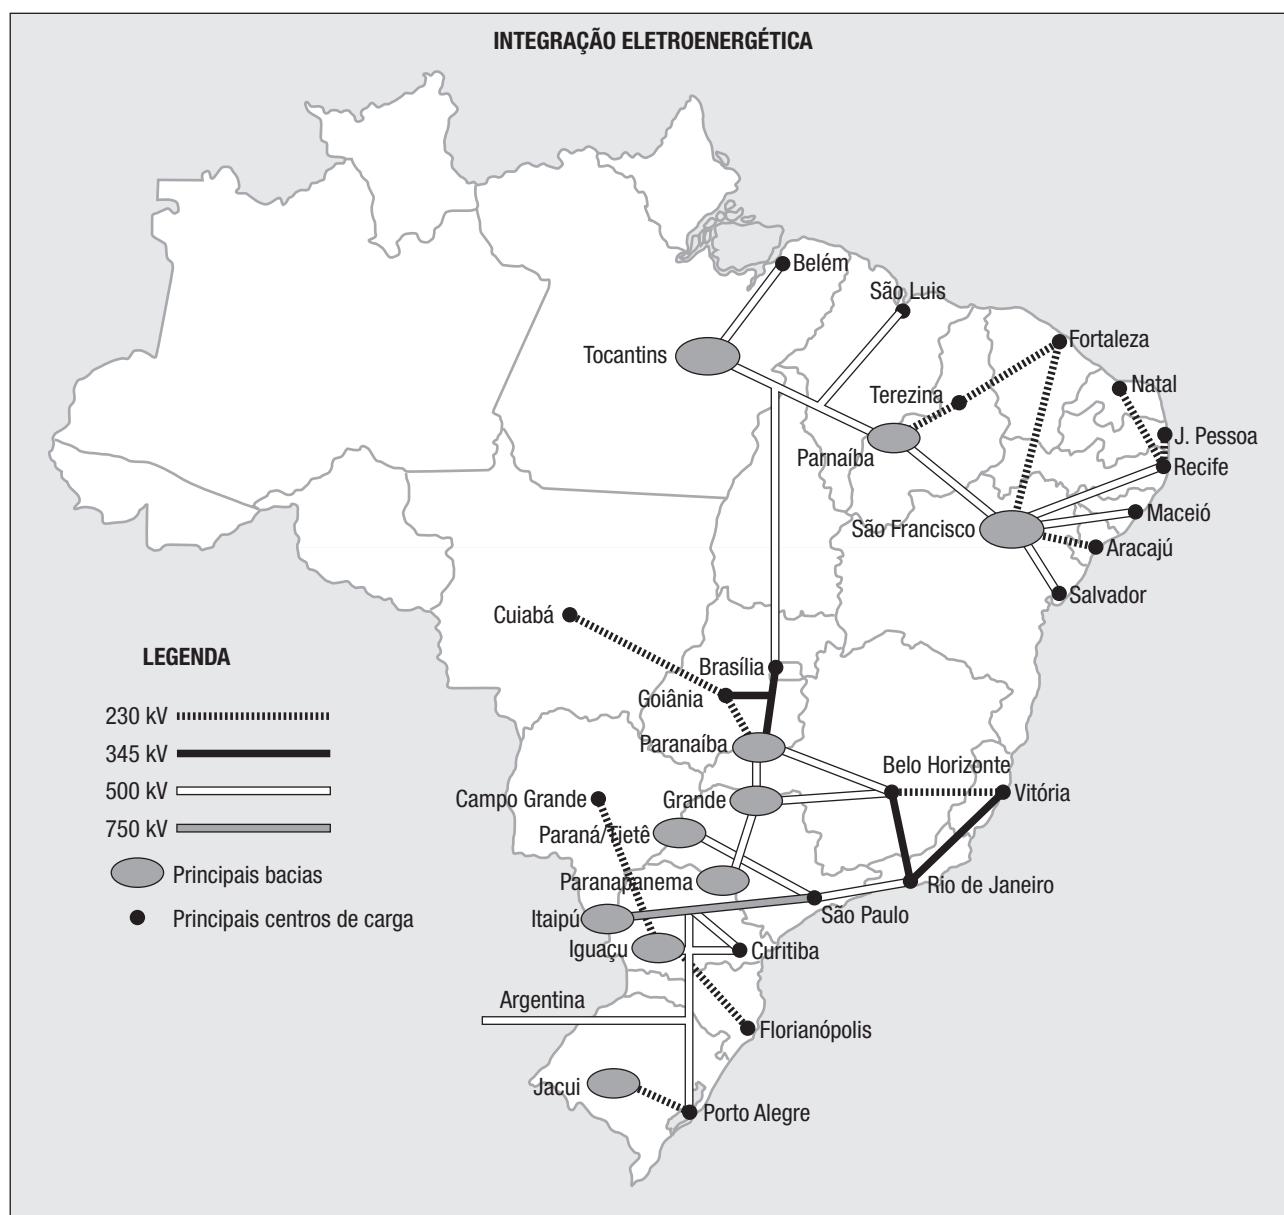 INTEGRAÇÃO ELETROENERGÉTICA
Belém
São Luis
Tocantins
Fortaleza
Terezina
Natal
J. Pessoa
Parnaíba
Recife
São Francisco
Maceió
Aracajú
Salvador
Cuiabá
LEGENDA
Brasília
Goiânia
230 kV
345 kV
Paranaíba
500 kV
Belo Horizonte
Campo Grande
Grande
Vitória
750 kV
Paraná/Tietê
Principais bacias
Paranapanema
Rio de Janeiro
Principais centros de carga
Itaipú
São Paulo
Iguaçu
Curitiba
Argentina
Florianópolis
Jacui
Porto Alegre